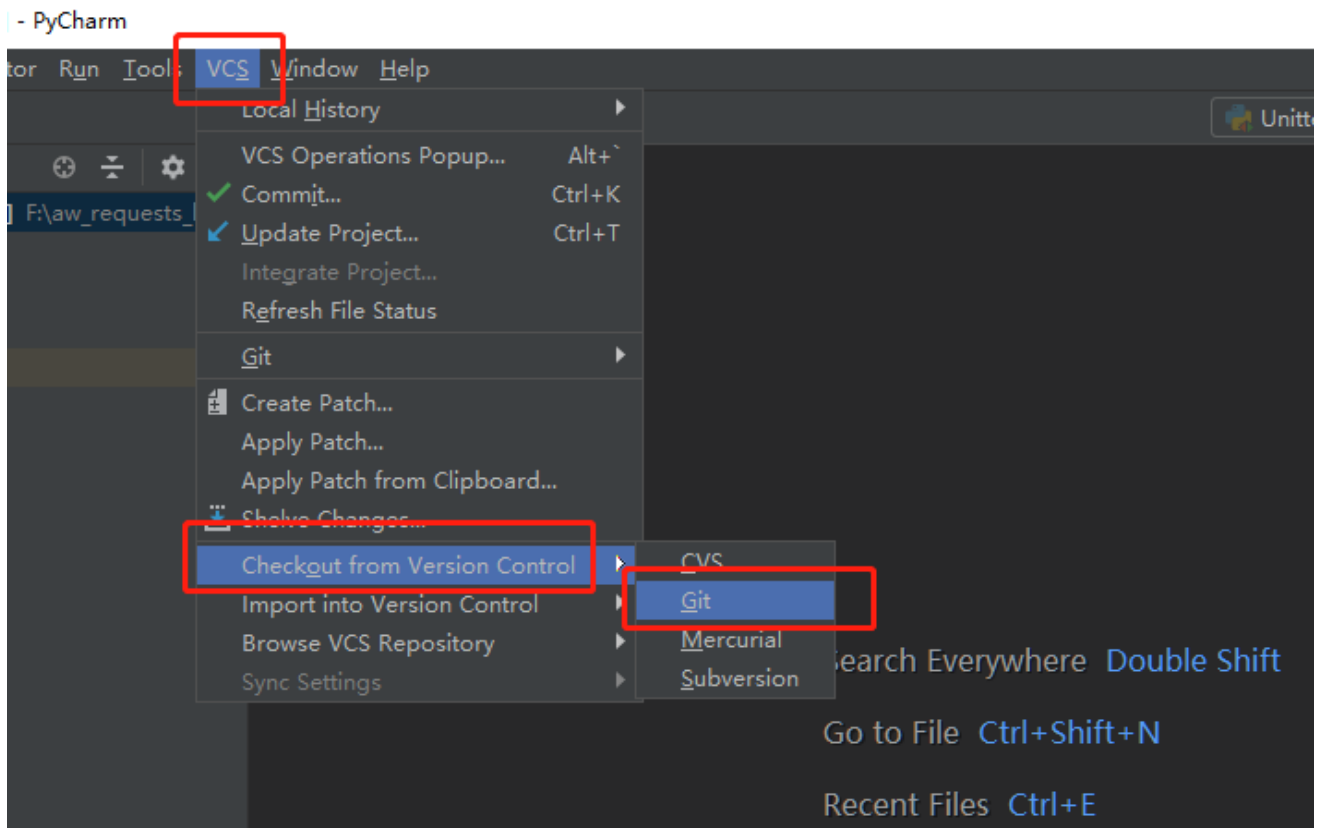 - PyCharm
tor Run Tools VCS Window Help
Local History
Unitte
VCS Operations Popup... Alt+`
Commit... Ctrl+K
] F:\aw_requests_
Update Project... Ctrl+T
Integrate Project...
Refresh File Status
Git
Create Patch...
Apply Patch...
Apply Patch from Clipboard...
Shelve Changes...
Checkout from Version Control
CVS
Git
Import into Version Control
Mercurial
Browse VCS Repository
Subversion
Sync Settings
Search Everywhere Double Shift
Go to File Ctrl+Shift+N
Recent Files Ctrl+E